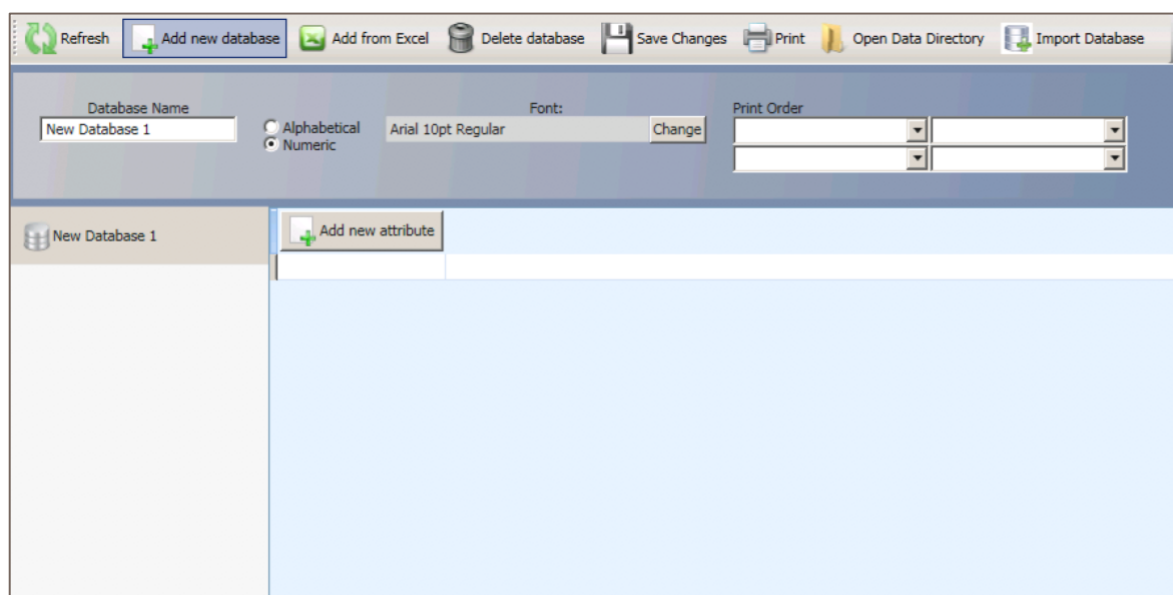 Refresh Add new database Add from Excel Delete database Save Changes Print Open Data Directory Import Database
Database Name Font: Print Order
New Database 1 Alphabetical Arial 10pt Regular Change
Numeric
New Database 1 Add new attribute